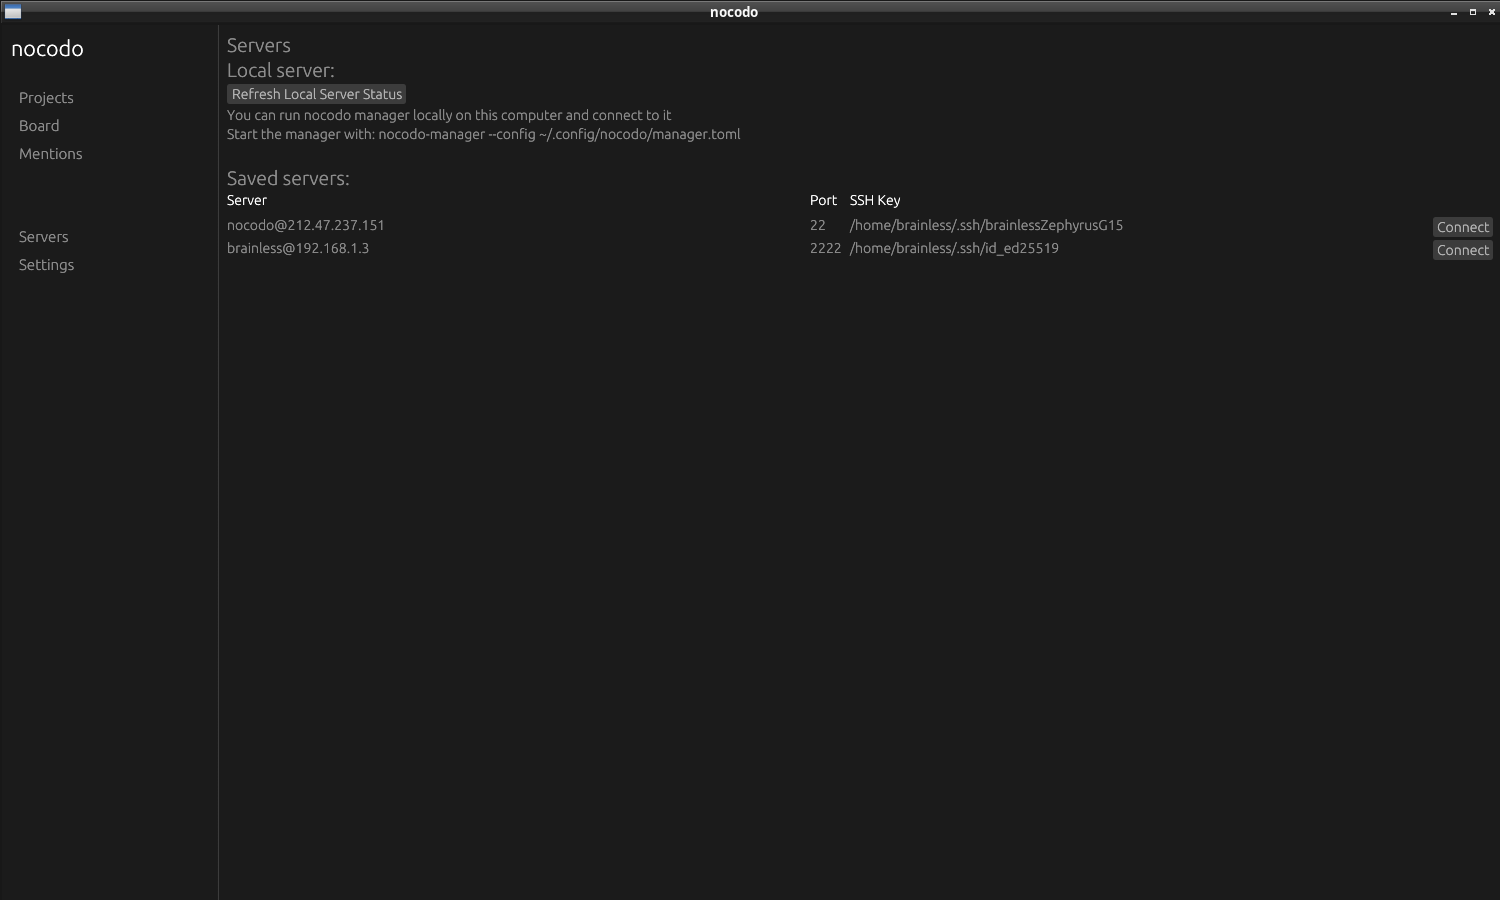 nocodo
nocodo
Projects
Board
Mentions
Servers
Settings
Servers
Local server:
Refresh Local Server Status
You can run nocodo manager locally on this computer and connect to it
Start the manager with: nocodo-manager --config ~/.config/nocodo/manager.toml
Saved servers:
Server Port SSH Key
nocodo@212.47.237.151 22 /home/brainless/.ssh/brainlessZephyrusG15 Connect
brainless@192.168.1.3 2222 /home/brainless/.ssh/id_ed25519 Connect